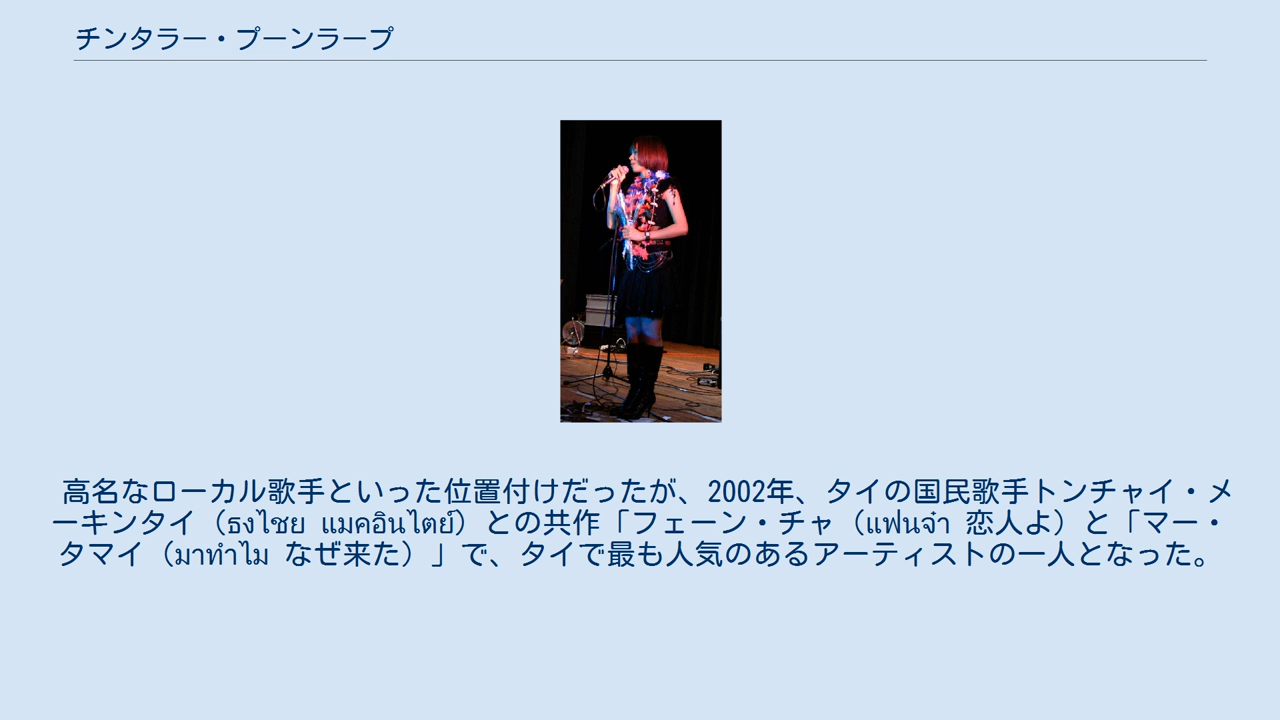 チンタラー・プーンラープ
高名なローカル歌手といった位置付けだったが、2002年、タイの国民歌手トンチャイ・メ
ーキンタイ（ธงไชย แมคอินไตย์）との共作「フェーン・チャ（แฟนจ๋า 恋人よ）と「マー・
タマイ（มาทำไม なぜ来た）」で、タイで最も人気のあるアーティストの一人となった。